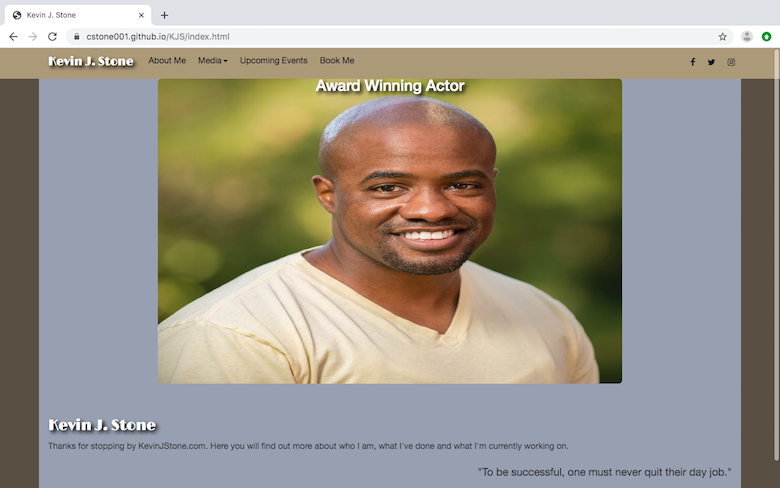 Kevin J. Stone
cstone001.github.io/KJS/index.html
Kevin J. Stone About Me Media Upcoming Events Book Me
Award Winning Actor
Kevin J. Stone
Thanks for stopping by KevinJStone.com. Here you will find out more about who I am, what I've done and what I'm currently working on.
"To be successful, one must never quit their day job."